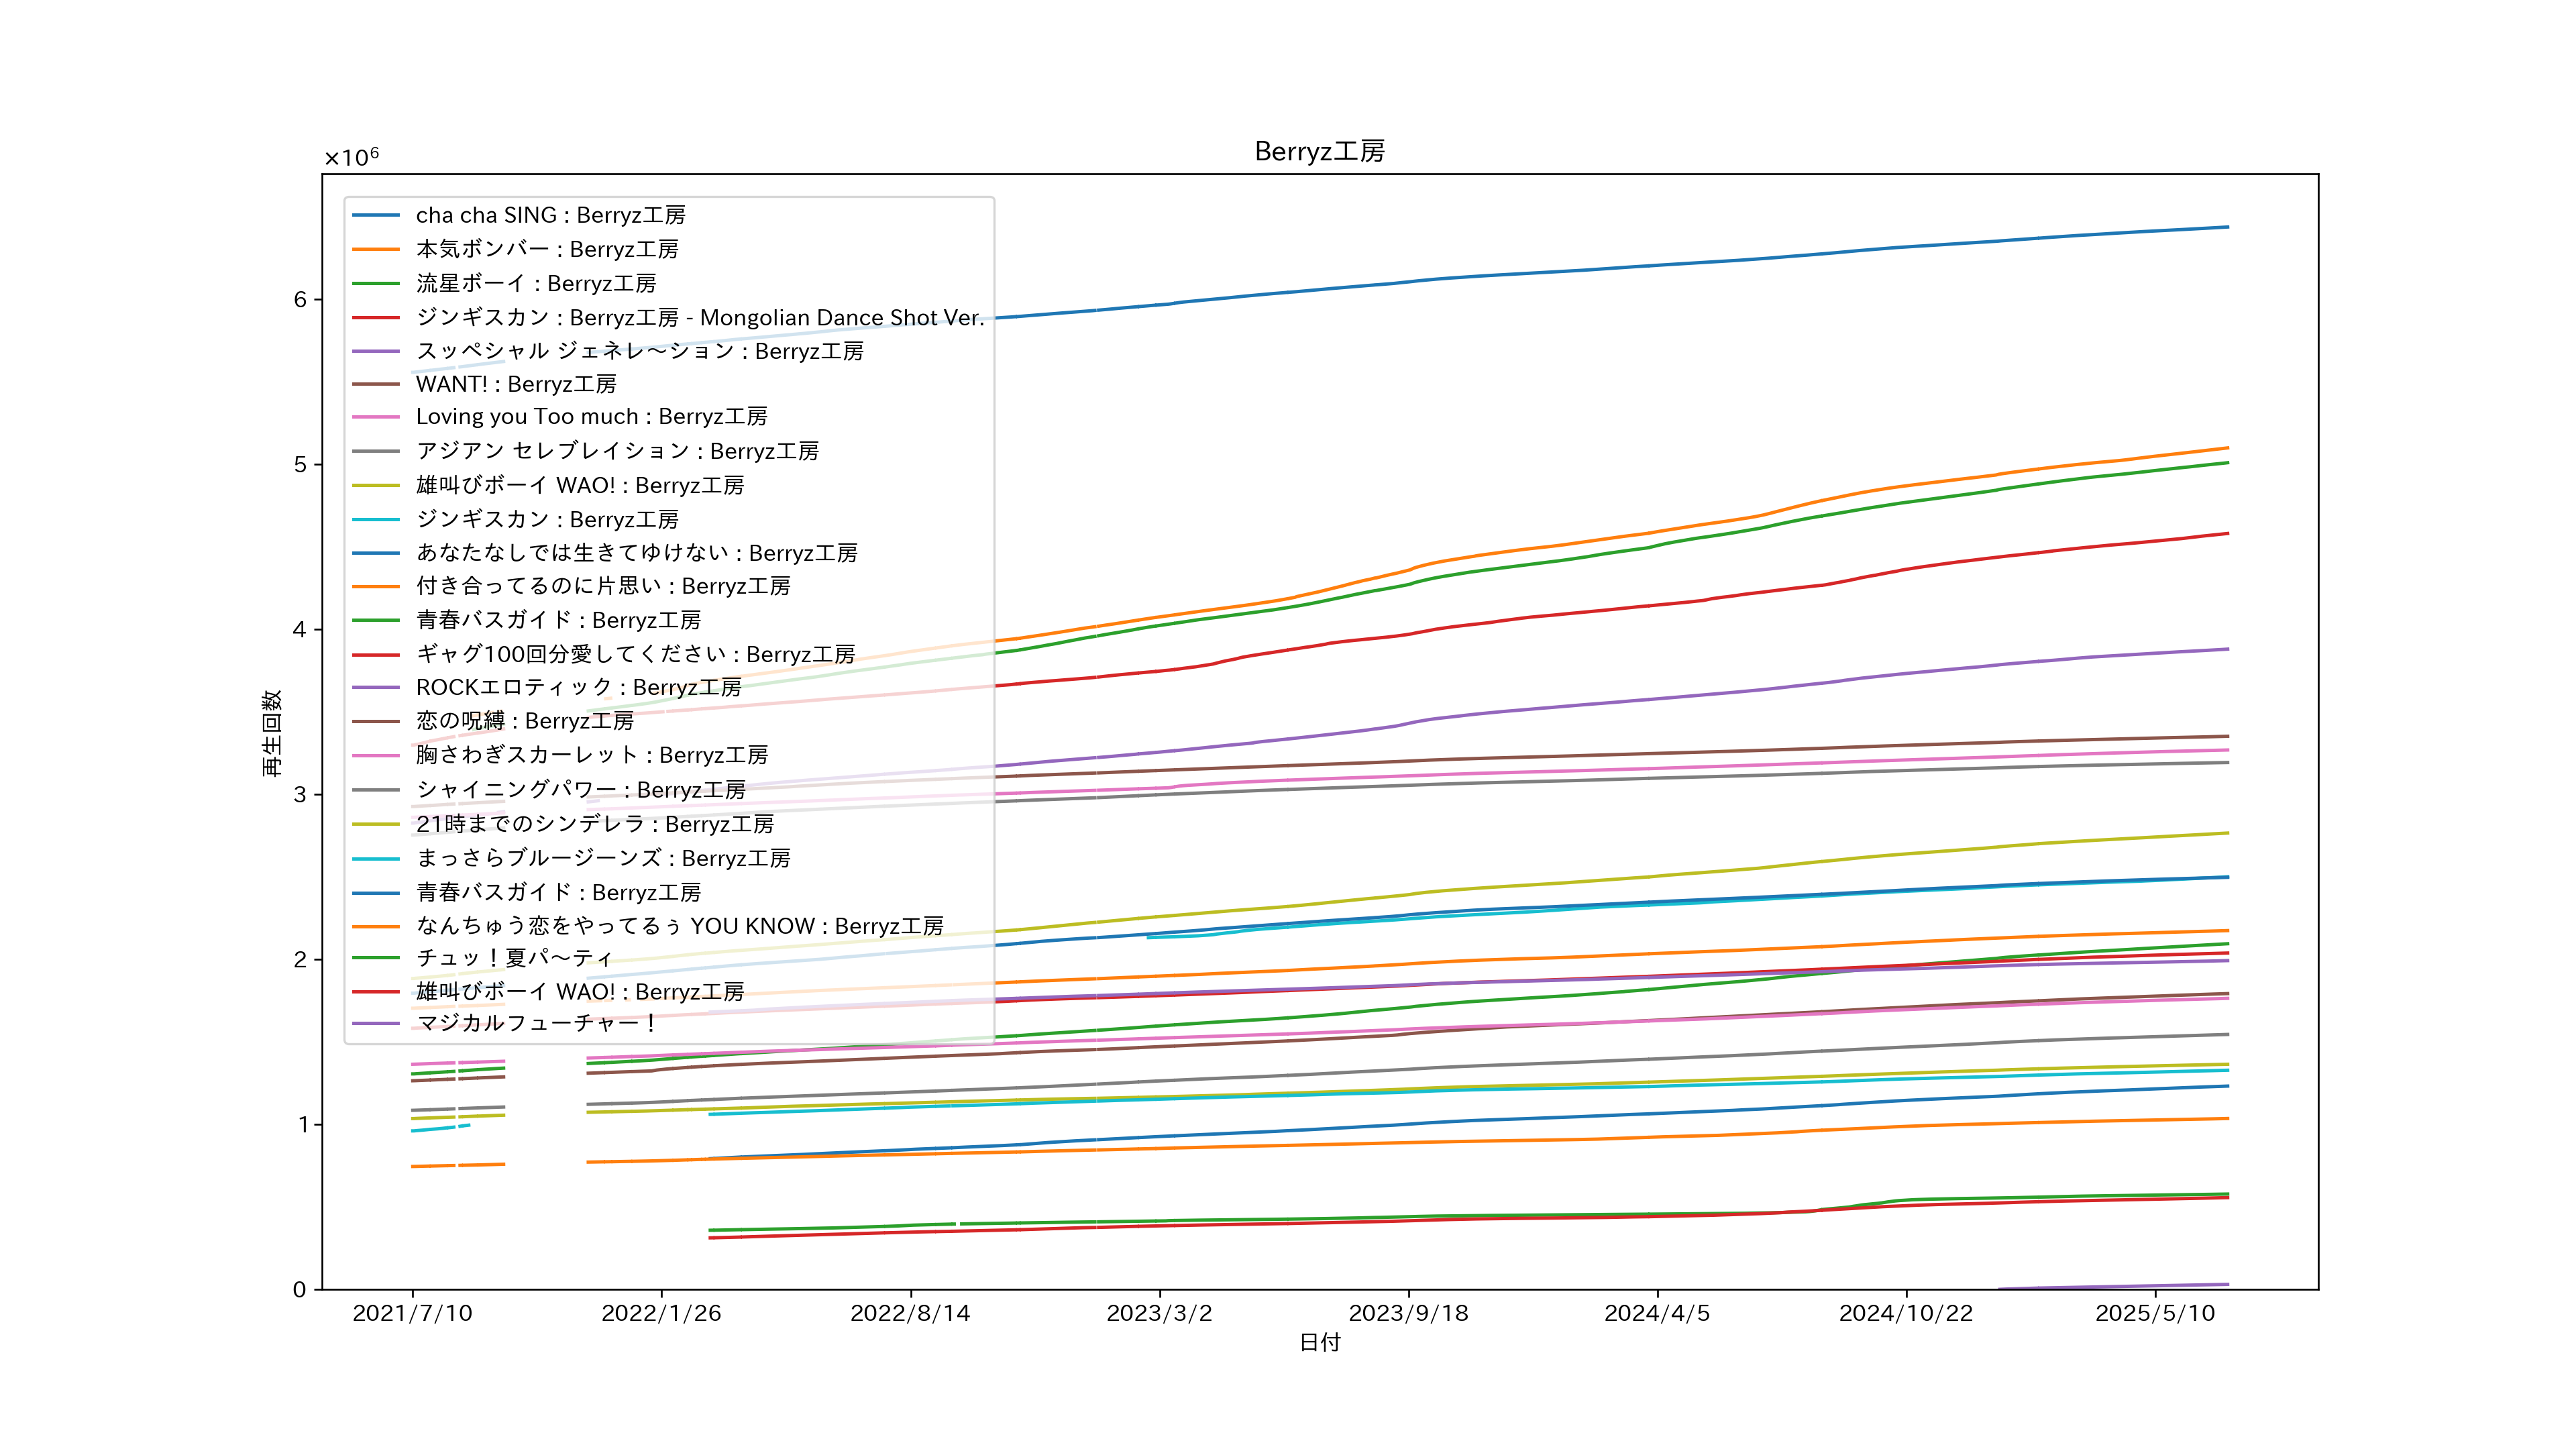 Berryz工房
×10⁶
cha cha SING : Berryz工房
本気ボンバー : Berryz工房
流星ボーイ : Berryz工房
ジンギスカン : Berryz工房 - Mongolian Dance Shot Ver.
スッペシャル ジェネレ〜ション : Berryz工房
WANT! : Berryz工房
Loving you Too much : Berryz工房
アジアン セレブレイション : Berryz工房
雄叫びボーイ WAO! : Berryz工房
ジンギスカン : Berryz工房
あなたなしでは生きてゆけない : Berryz工房
付き合ってるのに片思い : Berryz工房
青春バスガイド : Berryz工房
ギャグ100回分愛してください : Berryz工房
ROCKエロティック : Berryz工房
恋の呪縛 : Berryz工房
胸さわぎスカーレット : Berryz工房
シャイニングパワー : Berryz工房
21時までのシンデレラ : Berryz工房
まっさらブルージーンズ : Berryz工房
青春バスガイド : Berryz工房
なんちゅう恋をやってるぅ YOU KNOW : Berryz工房
チュッ！夏パ〜ティ
雄叫びボーイ WAO! : Berryz工房
マジカルフューチャー！
6
5
4
3
2
1
0
再生回数
2021/7/10 2022/1/26 2022/8/14 2023/3/2 2023/9/18 2024/4/5 2024/10/22 2025/5/10
日付